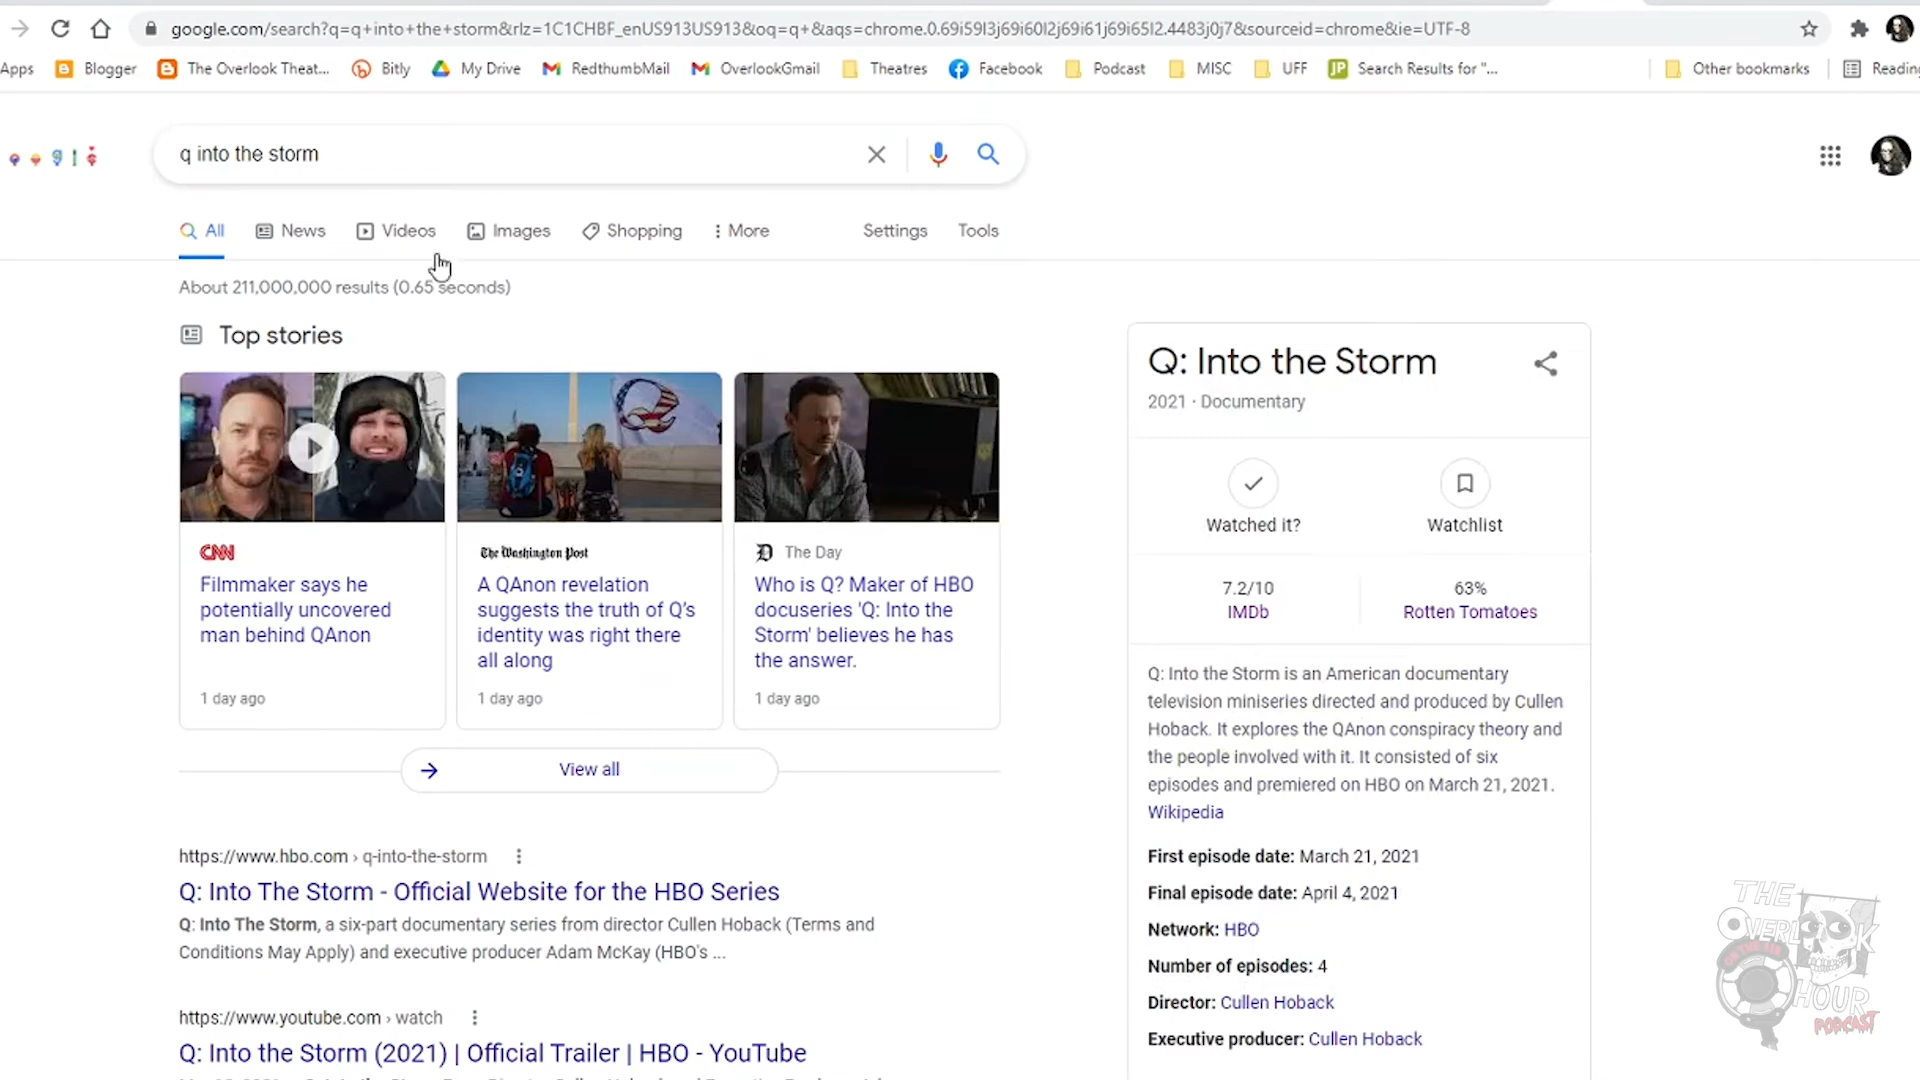 google.com/search?q=q+into+the+storm&rlz=1C1CHBF_enUS913US913&oq=q+&aqs=chrome.0.69i59l3j69i60l2j69i61j69i65l2.4483j0j7&sourceid=chrome&ie=UTF-8
Apps Blogger The Overlook Theat... Bitly My Drive RedthumbMail OverlookGmail Theatres Facebook Podcast MISC UFF JP Search Results for "... Other bookmarks Reading
q into the storm
All News Videos Images Shopping More Settings Tools
About 211,000,000 results (0.65 seconds)
Top stories
CNN
Filmmaker says he
potentially uncovered
man behind QAnon
1 day ago
The Washington Post
A QAnon revelation
suggests the truth of Q's
identity was right there
all along
1 day ago
The Day
Who is Q? Maker of HBO
docuseries 'Q: Into the
Storm' believes he has
the answer.
1 day ago
View all
https://www.hbo.com › q-into-the-storm
Q: Into The Storm - Official Website for the HBO Series
Q: Into The Storm, a six-part documentary series from director Cullen Hoback (Terms and
Conditions May Apply) and executive producer Adam McKay (HBO's ...
https://www.youtube.com › watch
Q: Into the Storm (2021) | Official Trailer | HBO - YouTube
Q: Into the Storm
2021 · Documentary
Watched it? Watchlist
7.2/10 63%
IMDb Rotten Tomatoes
Q: Into the Storm is an American documentary
television miniseries directed and produced by Cullen
Hoback. It explores the QAnon conspiracy theory and
the people involved with it. It consisted of six
episodes and premiered on HBO on March 21, 2021.
Wikipedia
First episode date: March 21, 2021
Final episode date: April 4, 2021
Network: HBO
Number of episodes: 4
Director: Cullen Hoback
Executive producer: Cullen Hoback
THE
OVERLOOK
HOUR
PODCAST